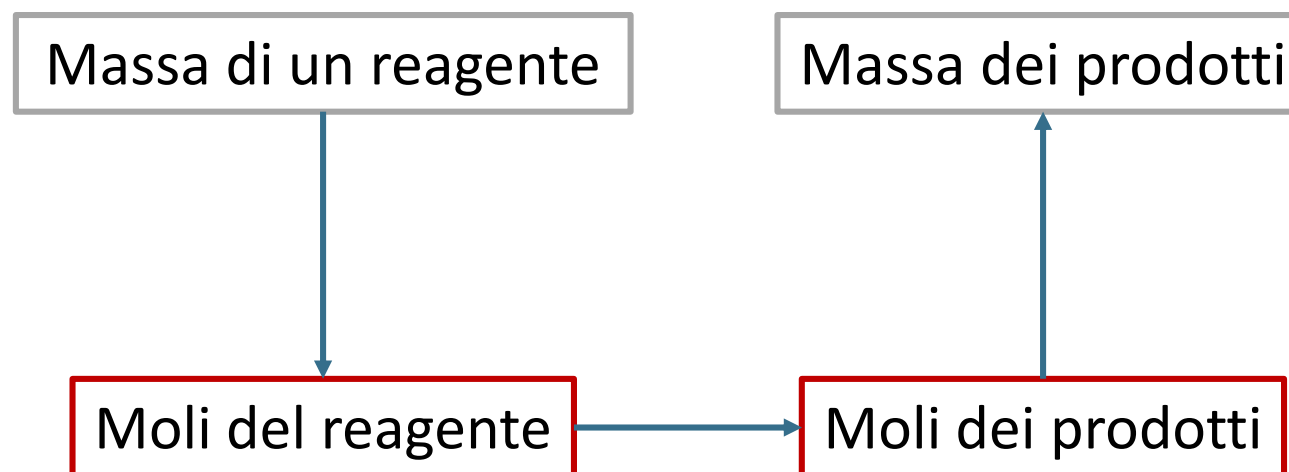 Massa di un reagente
Massa dei prodotti
Moli del reagente
Moli dei prodotti